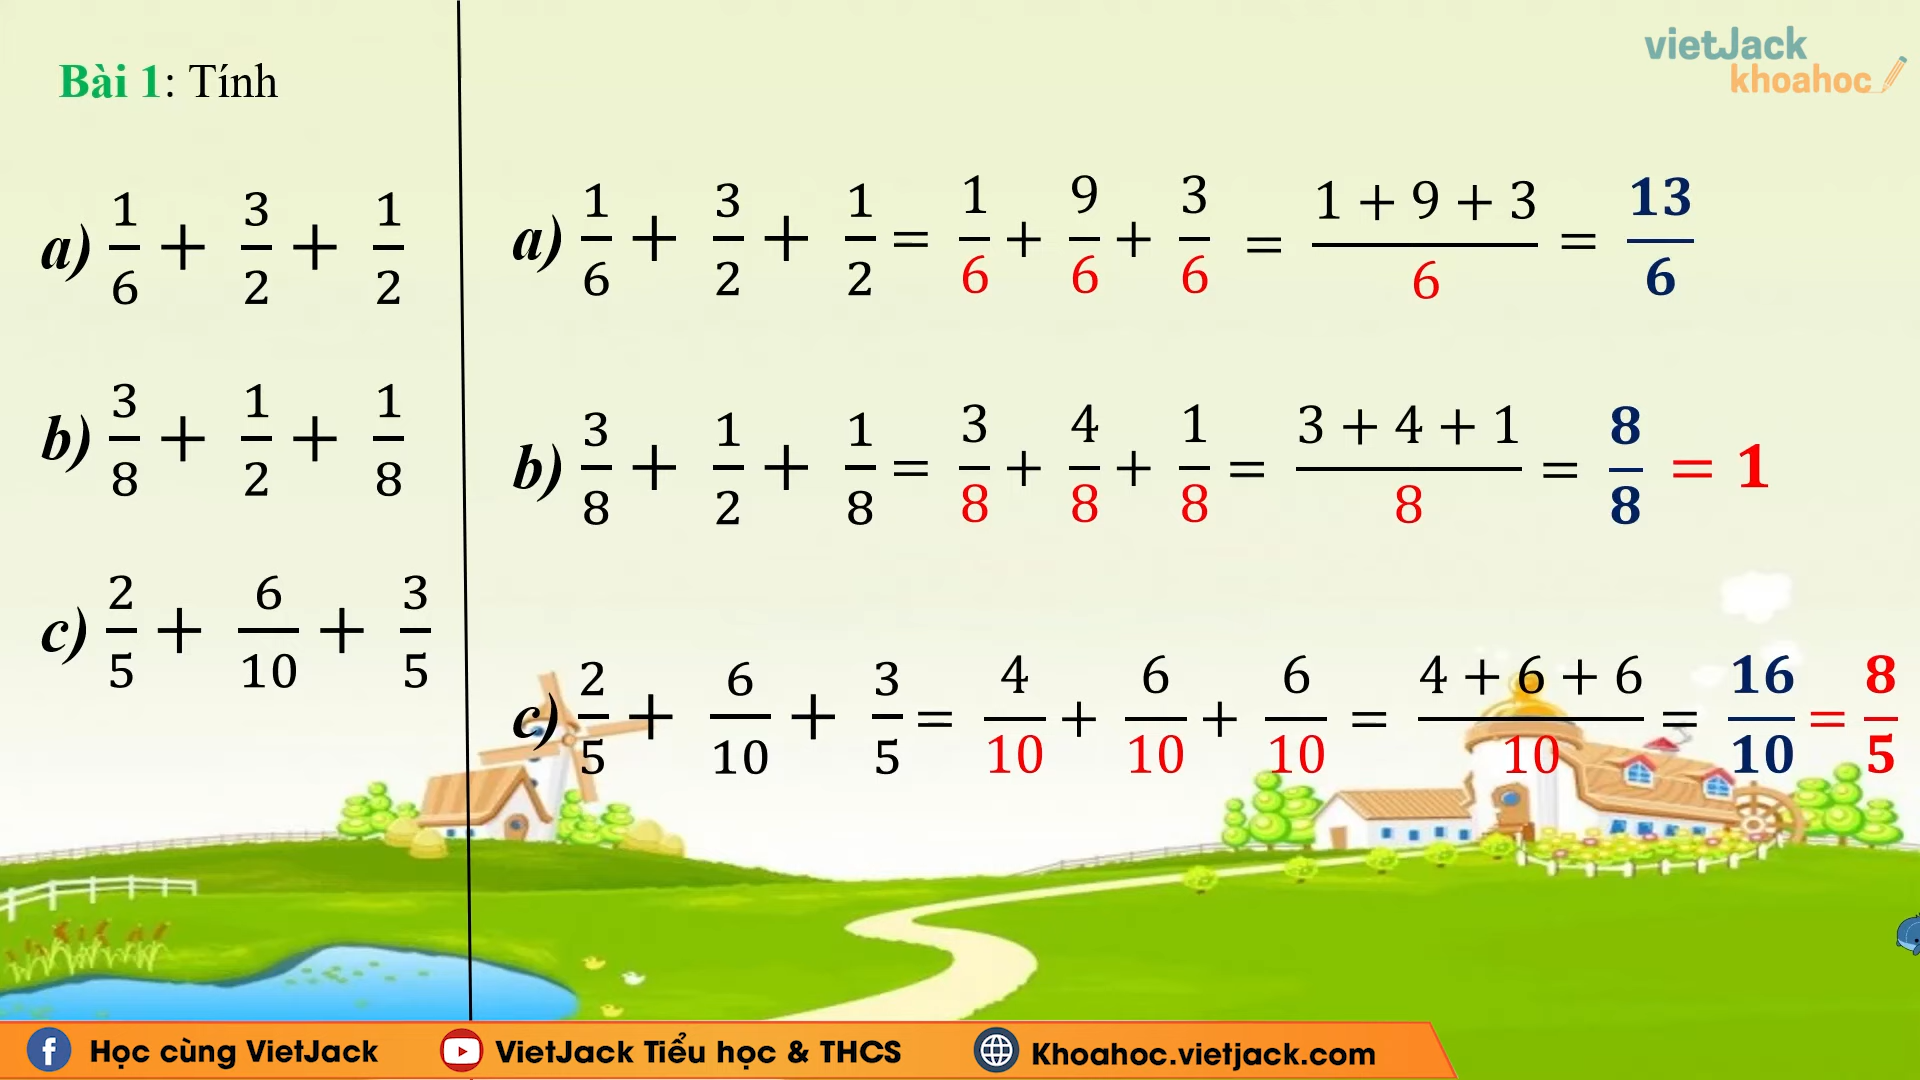 vietJack
khoahoc
Bài 1: Tính
a) 1/6 + 3/2 + 1/2
b) 3/8 + 1/2 + 1/8
c) 2/5 + 6/10 + 3/5
a) 1/6 + 3/2 + 1/2 = 1/6 + 9/6 + 3/6 = (1 + 9 + 3)/6 = 13/6
b) 3/8 + 1/2 + 1/8 = 3/8 + 4/8 + 1/8 = (3 + 4 + 1)/8 = 8/8 = 1
c) 2/5 + 6/10 + 3/5 = 4/10 + 6/10 + 6/10 = (4 + 6 + 6)/10 = 16/10 = 8/5
Học cùng VietJack
VietJack Tiểu học & THCS
Khoahoc.vietjack.com